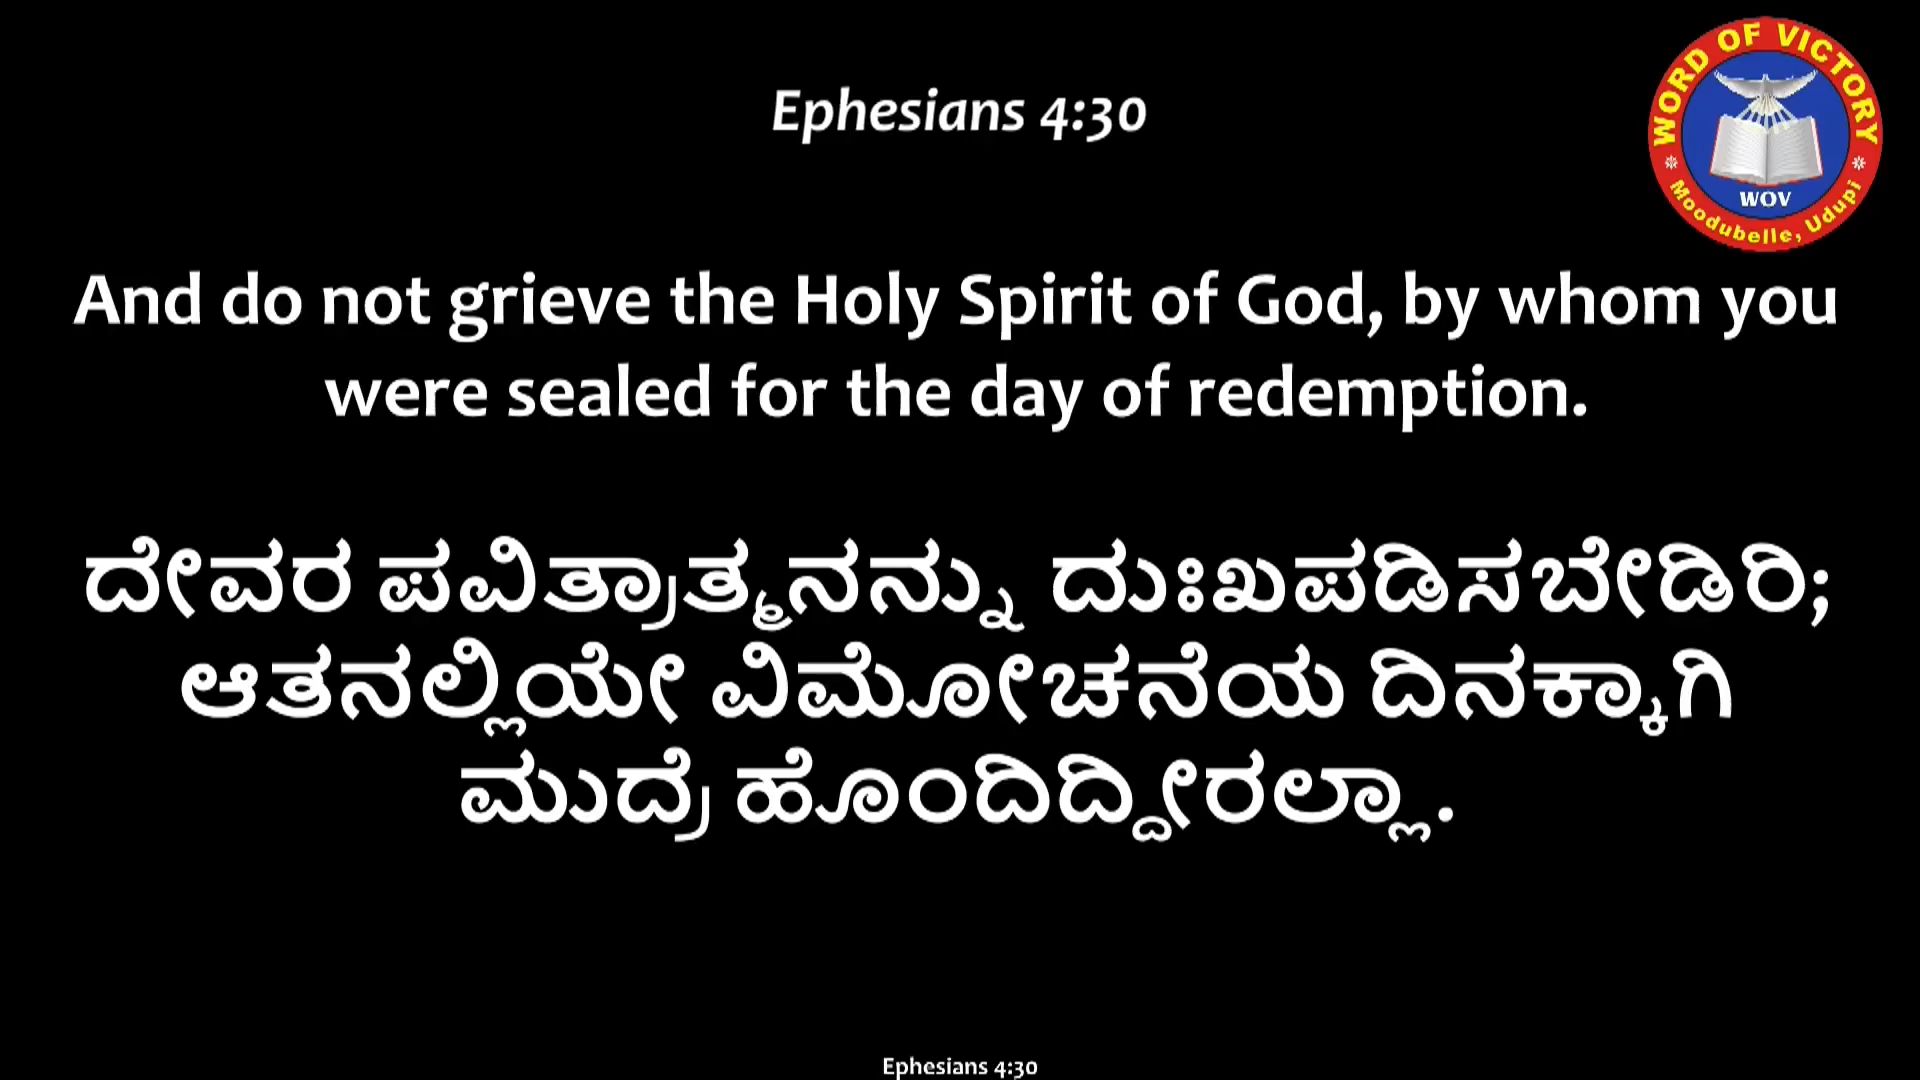 Ephesians 4:30
WORD OF VICTORY
WOV
Moodubelle, Udupi
And do not grieve the Holy Spirit of God, by whom you
were sealed for the day of redemption.
ದೇವರ ಪವಿತ್ರಾತ್ಮನನ್ನು ದುಃಖಪಡಿಸಬೇಡಿರಿ;
ಆತನಲ್ಲಿಯೇ ವಿಮೋಚನೆಯ ದಿನಕ್ಕಾಗಿ
ಮುದ್ರೆ ಹೊಂದಿದ್ದೀರಲ್ಲಾ.
Ephesians 4:30